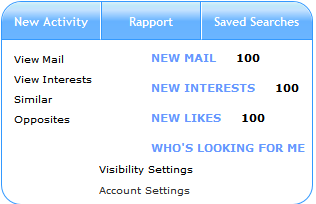 New Activity Rapport Saved Searches
View Mail
View Interests
Similar
Opposites
NEW MAIL 100
NEW INTERESTS 100
NEW LIKES 100
WHO'S LOOKING FOR ME
Visibility Settings
Account Settings